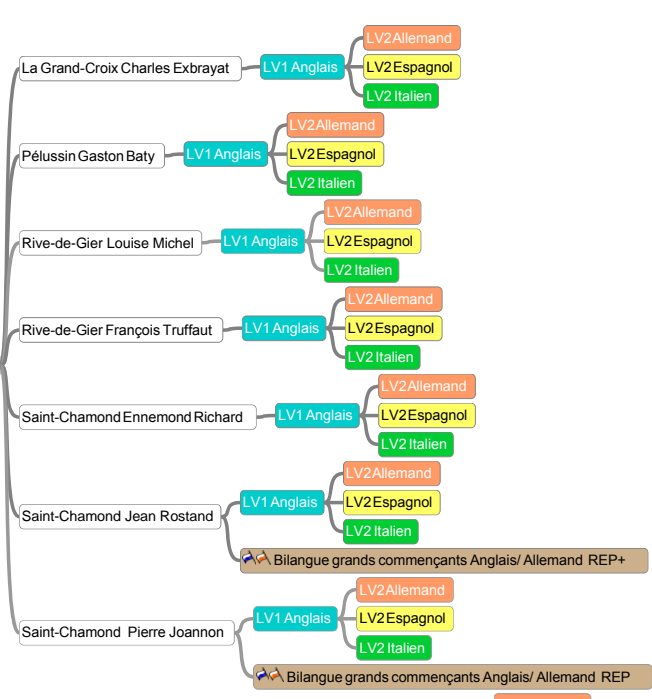 LV2 Allemand
La Grand-Croix Charles Exbrayat LV1 Anglais LV2 Espagnol
LV2 Italien
LV2 Allemand
Pélussin Gaston Baty LV1 Anglais LV2 Espagnol
LV2 Italien
LV2 Allemand
Rive-de-Gier Louise Michel LV1 Anglais LV2 Espagnol
LV2 Italien
LV2 Allemand
Rive-de-Gier François Truffaut LV1 Anglais LV2 Espagnol
LV2 Italien
LV2 Allemand
Saint-Chamond Ennemond Richard LV1 Anglais LV2 Espagnol
LV2 Italien
LV2 Allemand
Saint-Chamond Jean Rostand LV1 Anglais LV2 Espagnol
LV2 Italien
Bilangue grands commençants Anglais/ Allemand REP+
LV2 Allemand
Saint-Chamond Pierre Joannon LV1 Anglais LV2 Espagnol
LV2 Italien
Bilangue grands commençants Anglais/ Allemand REP